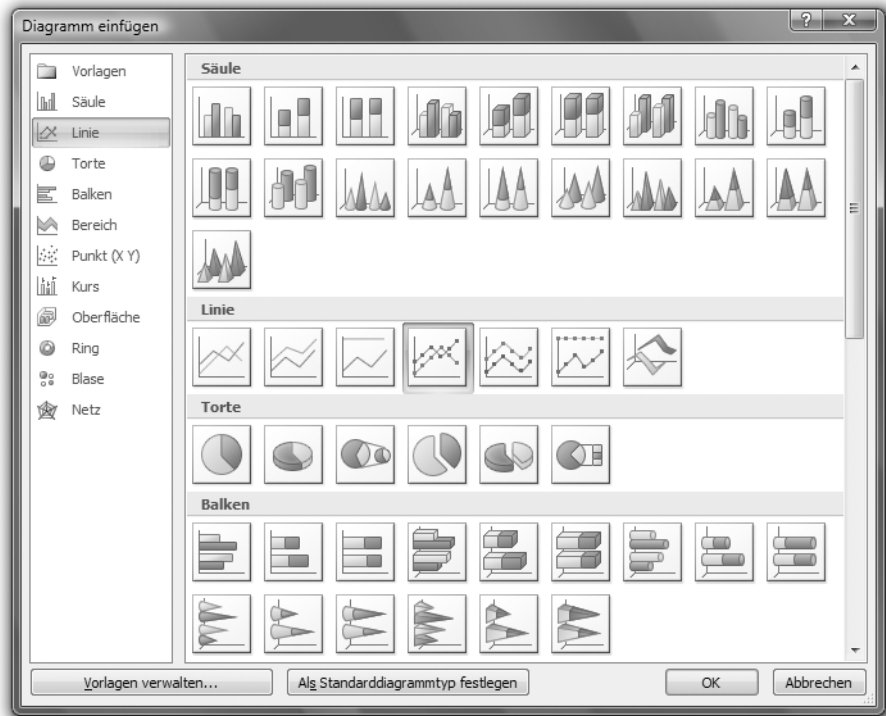 Diagramm einfügen
Vorlagen
Säule
Linie
Torte
Balken
Bereich
Punkt (X Y)
Kurs
Oberfläche
Ring
Blase
Netz
Säule
Linie
Torte
Balken
Vorlagen verwalten...
Als Standarddiagrammtyp festlegen
OK
Abbrechen